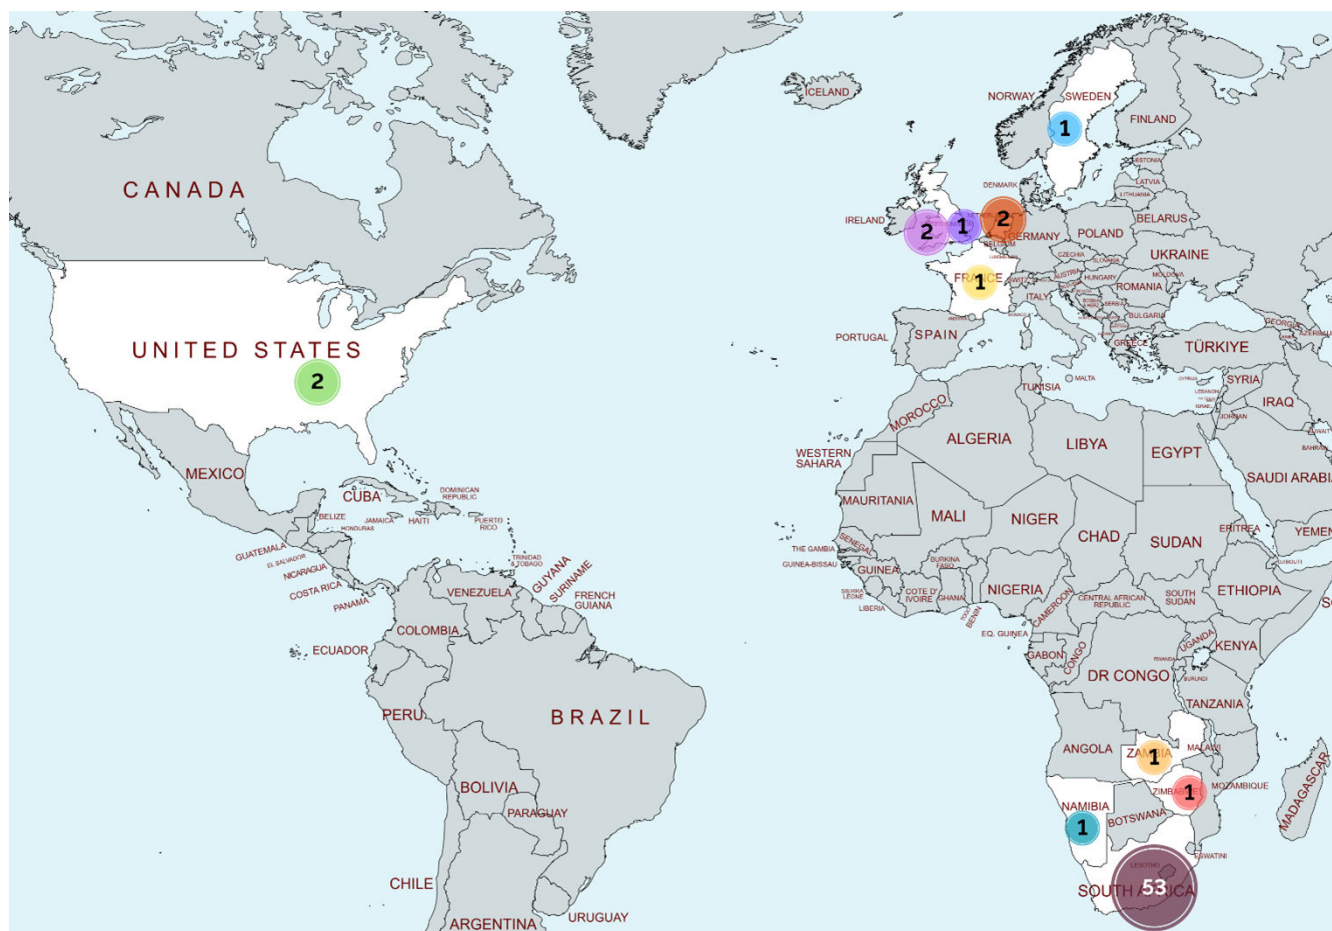 ICELAND
NORWAY
SWEDEN
FINLAND
1
ESTONIA
LATVIA
LITHUANIA
DENMARK
CANADA
IRELAND
2
1
2
BELGIUM
GERMANY
POLAND
BELARUS
CZECHIA
SLOVAKIA
UKRAINE
FRANCE
1
SWITZ.
AUSTRIA
HUNGARY
MOLDOVA
ROMANIA
ITALY
SERBIA
BULGARIA
PORTUGAL
SPAIN
GREECE
TÜRKIYE
GEORGIA
AZERBAIJ
UNITED STATES
2
TUNISIA
MALTA
CYPRUS
SYRIA
LEBANON
ISRAEL
IRAQ
JORDAN
KUWAIT
BAHRAIN
MOROCCO
ALGERIA
LIBYA
EGYPT
SAUDI ARABI
WESTERN
SAHARA
MEXICO
CUBA
DOMINICAN
REPUBLIC
BELIZE
JAMAICA
HAITI
PUERTO
RICO
HONDURAS
GUATEMALA
EL SALVADOR
NICARAGUA
COSTA RICA
PANAMA
TRINIDAD
& TOBAGO
MAURITANIA
MALI
NIGER
CHAD
SUDAN
ERITREA
YEMEN
DJIBOUTI
SENEGAL
THE GAMBIA
GUINEA-BISSAU
GUINEA
SIERRA
LEONE
LIBERIA
COTE D'
IVOIRE
BURKINA
FASO
GHANA
TOGO
BENIN
NIGERIA
CAMEROON
CENTRAL AFRICAN
REPUBLIC
SOUTH
SUDAN
ETHIOPIA
SO
VENEZUELA
GUYANA
SURINAME
FRENCH
GUIANA
COLOMBIA
ECUADOR
EQ. GUINEA
GABON
CONGO
DR CONGO
UGANDA
KENYA
RWANDA
BURUNDI
TANZANIA
PERU
BRAZIL
ANGOLA
ZAMBIA
1
MALAWI
MOZAMBIQUE
MADAGASCAR
BOLIVIA
PARAGUAY
NAMIBIA
1
ZIMBABWE
1
BOTSWANA
ESWATINI
LESOTHO
SOUTH AFRICA
53
CHILE
ARGENTINA
URUGUAY